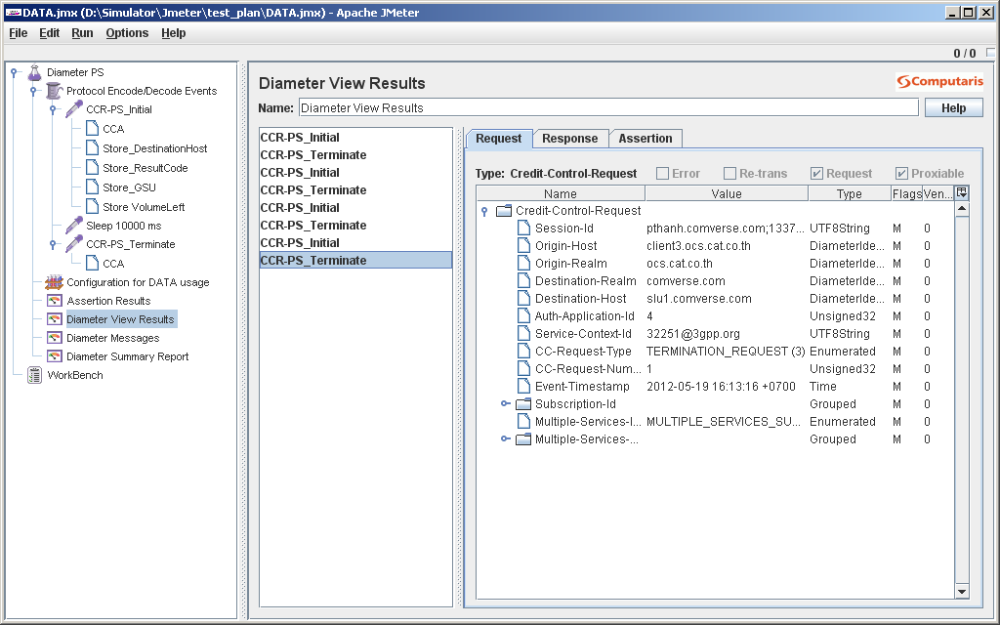 DATA.jmx (D:\Simulator\Jmeter\test_plan\DATA.jmx) - Apache JMeter
File Edit Run Options Help
0 / 0
Diameter PS
Protocol Encode/Decode Events
CCR-PS_Initial
CCA
Store_DestinationHost
Store_ResultCode
Store_GSU
Store VolumeLeft
Sleep 10000 ms
CCR-PS_Terminate
CCA
Configuration for DATA usage
Assertion Results
Diameter View Results
Diameter Messages
Diameter Summary Report
WorkBench
Diameter View Results
Computaris
Name: Diameter View Results Help
CCR-PS_Initial
CCR-PS_Terminate
CCR-PS_Initial
CCR-PS_Terminate
CCR-PS_Initial
CCR-PS_Terminate
CCR-PS_Initial
CCR-PS_Terminate
Request Response Assertion
Type: Credit-Control-Request Error Re-trans Request Proxiable
Name Value Type Flags Ven...
Credit-Control-Request
Session-Id pthanh.comverse.com;1337... UTF8String M 0
Origin-Host client3.ocs.cat.co.th DiameterIde... M 0
Origin-Realm ocs.cat.co.th DiameterIde... M 0
Destination-Realm comverse.com DiameterIde... M 0
Destination-Host slu1.comverse.com DiameterIde... M 0
Auth-Application-Id 4 Unsigned32 M 0
Service-Context-Id 32251@3gpp.org UTF8String M 0
CC-Request-Type TERMINATION_REQUEST (3) Enumerated M 0
CC-Request-Num... 1 Unsigned32 M 0
Event-Timestamp 2012-05-19 16:13:16 +0700 Time M 0
Subscription-Id Grouped M 0
Multiple-Services-I... MULTIPLE_SERVICES_SU... Enumerated M 0
Multiple-Services-... Grouped M 0